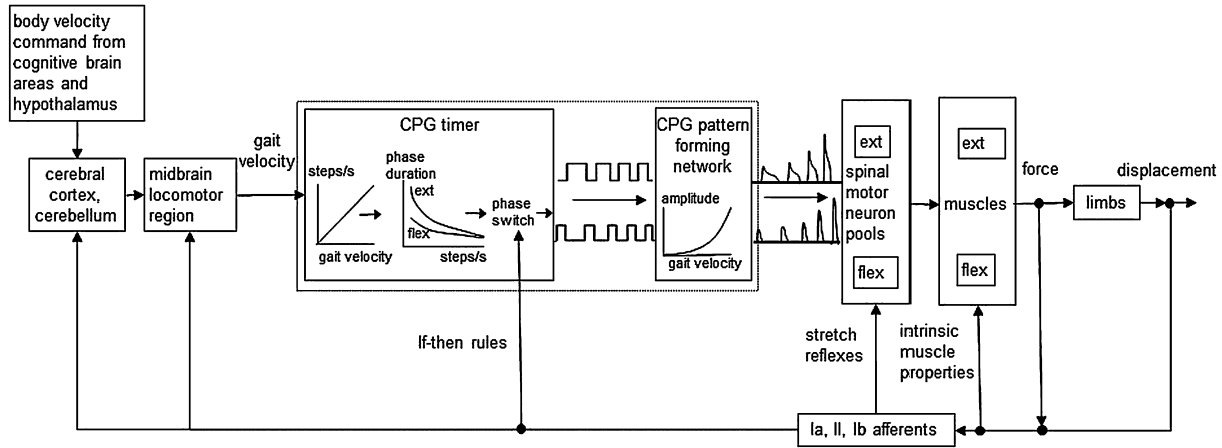 body velocity
command from
cognitive brain
areas and
hypothalamus
cerebral
cortex,
cerebellum
midbrain
locomotor
region
gait
velocity
CPG timer
steps/s
gait velocity
phase
duration
ext
flex
steps/s
phase
switch
CPG pattern
forming
network
amplitude
gait velocity
ext
spinal
motor
neuron
pools
flex
ext
muscles
flex
force
limbs
displacement
If-then rules
stretch
reflexes
intrinsic
muscle
properties
Ia, II, Ib afferents